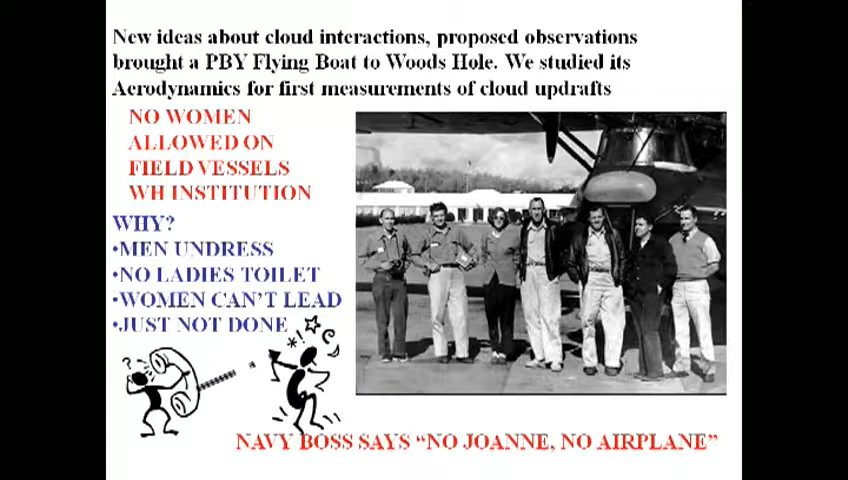 New ideas about cloud interactions, proposed observations
brought a PBY Flying Boat to Woods Hole. We studied its
Aerodynamics for first measurements of cloud updrafts
NO WOMEN
ALLOWED ON
FIELD VESSELS
WH INSTITUTION
WHY?
•MEN UNDRESS
•NO LADIES TOILET
•WOMEN CAN'T LEAD
•JUST NOT DONE
?
*!
NAVY BOSS SAYS “NO JOANNE, NO AIRPLANE”